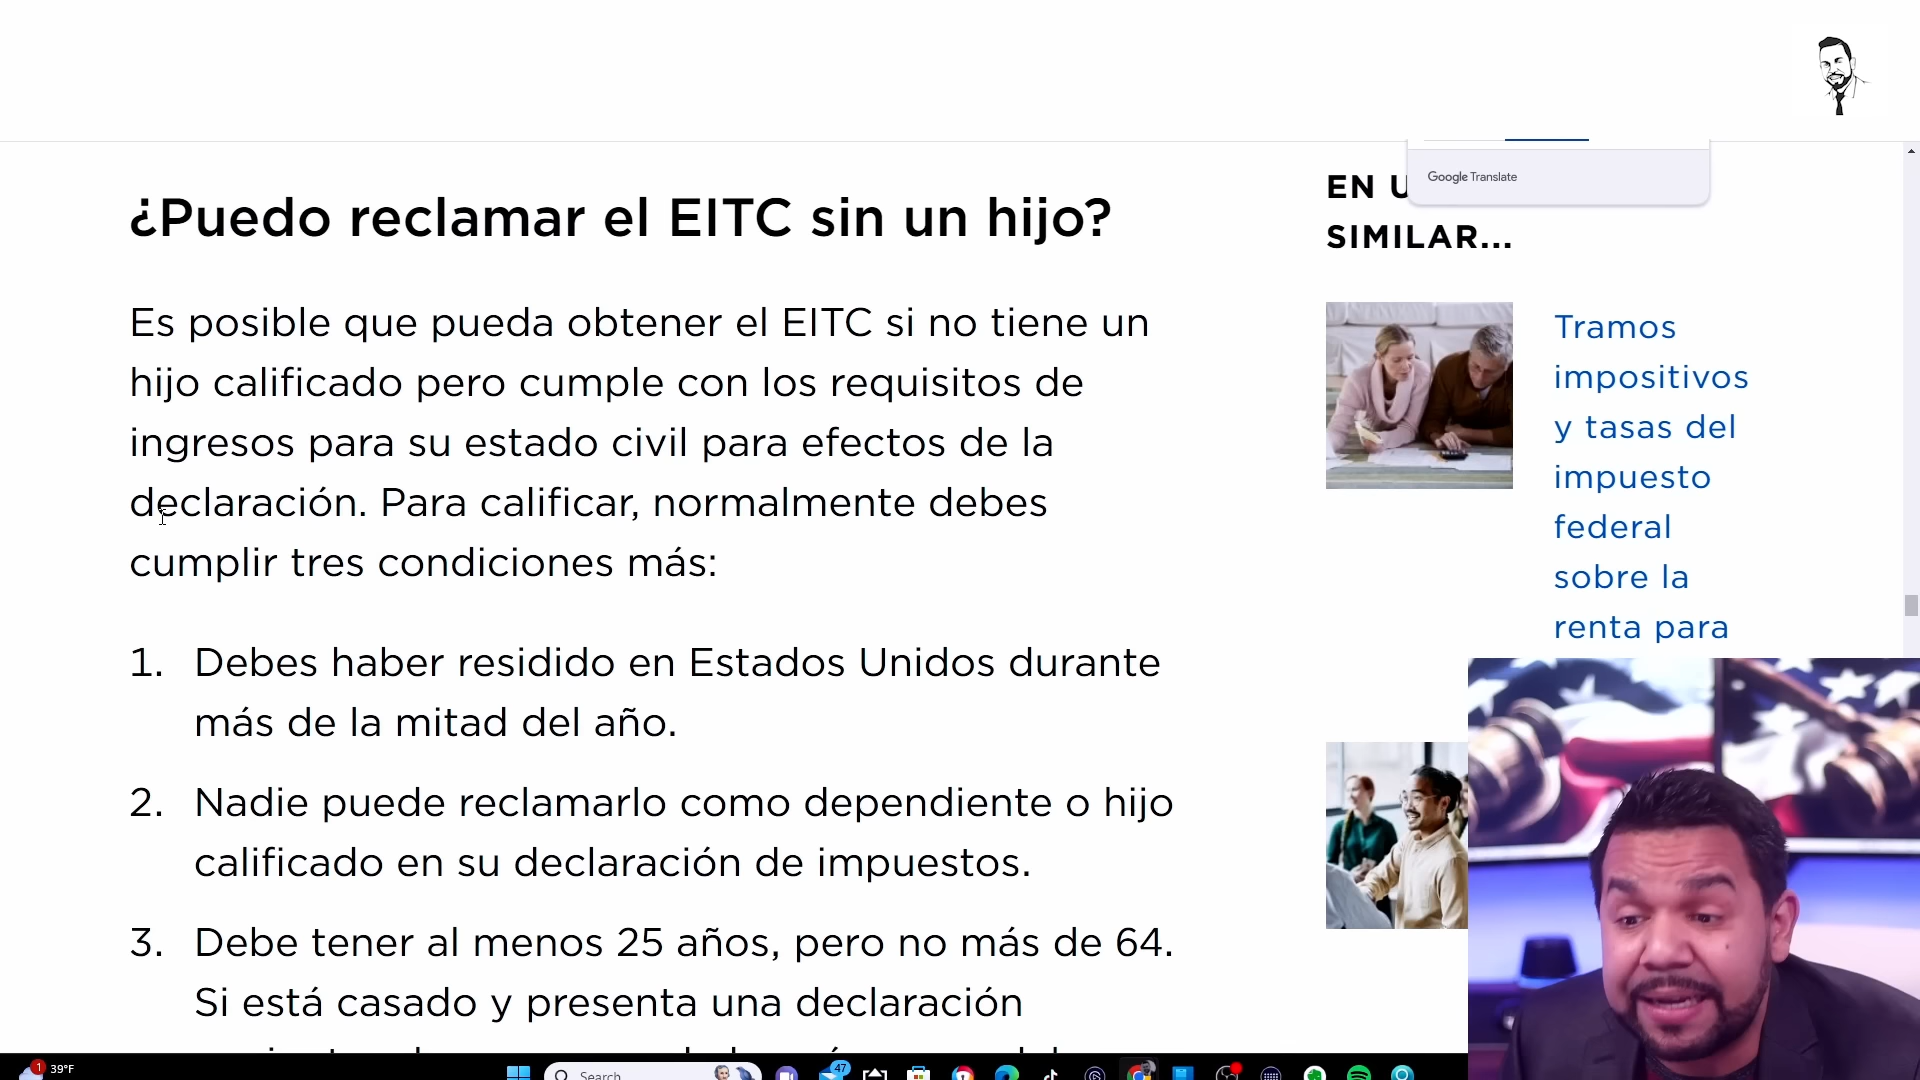 Google Translate
EN U
SIMILAR...
¿Puedo reclamar el EITC sin un hijo?
Es posible que pueda obtener el EITC si no tiene un
hijo calificado pero cumple con los requisitos de
ingresos para su estado civil para efectos de la
declaración. Para calificar, normalmente debes
cumplir tres condiciones más:
1. Debes haber residido en Estados Unidos durante
más de la mitad del año.
2. Nadie puede reclamarlo como dependiente o hijo
calificado en su declaración de impuestos.
3. Debe tener al menos 25 años, pero no más de 64.
Si está casado y presenta una declaración
Tramos
impositivos
y tasas del
impuesto
federal
sobre la
renta para
1
39°F
Search
47